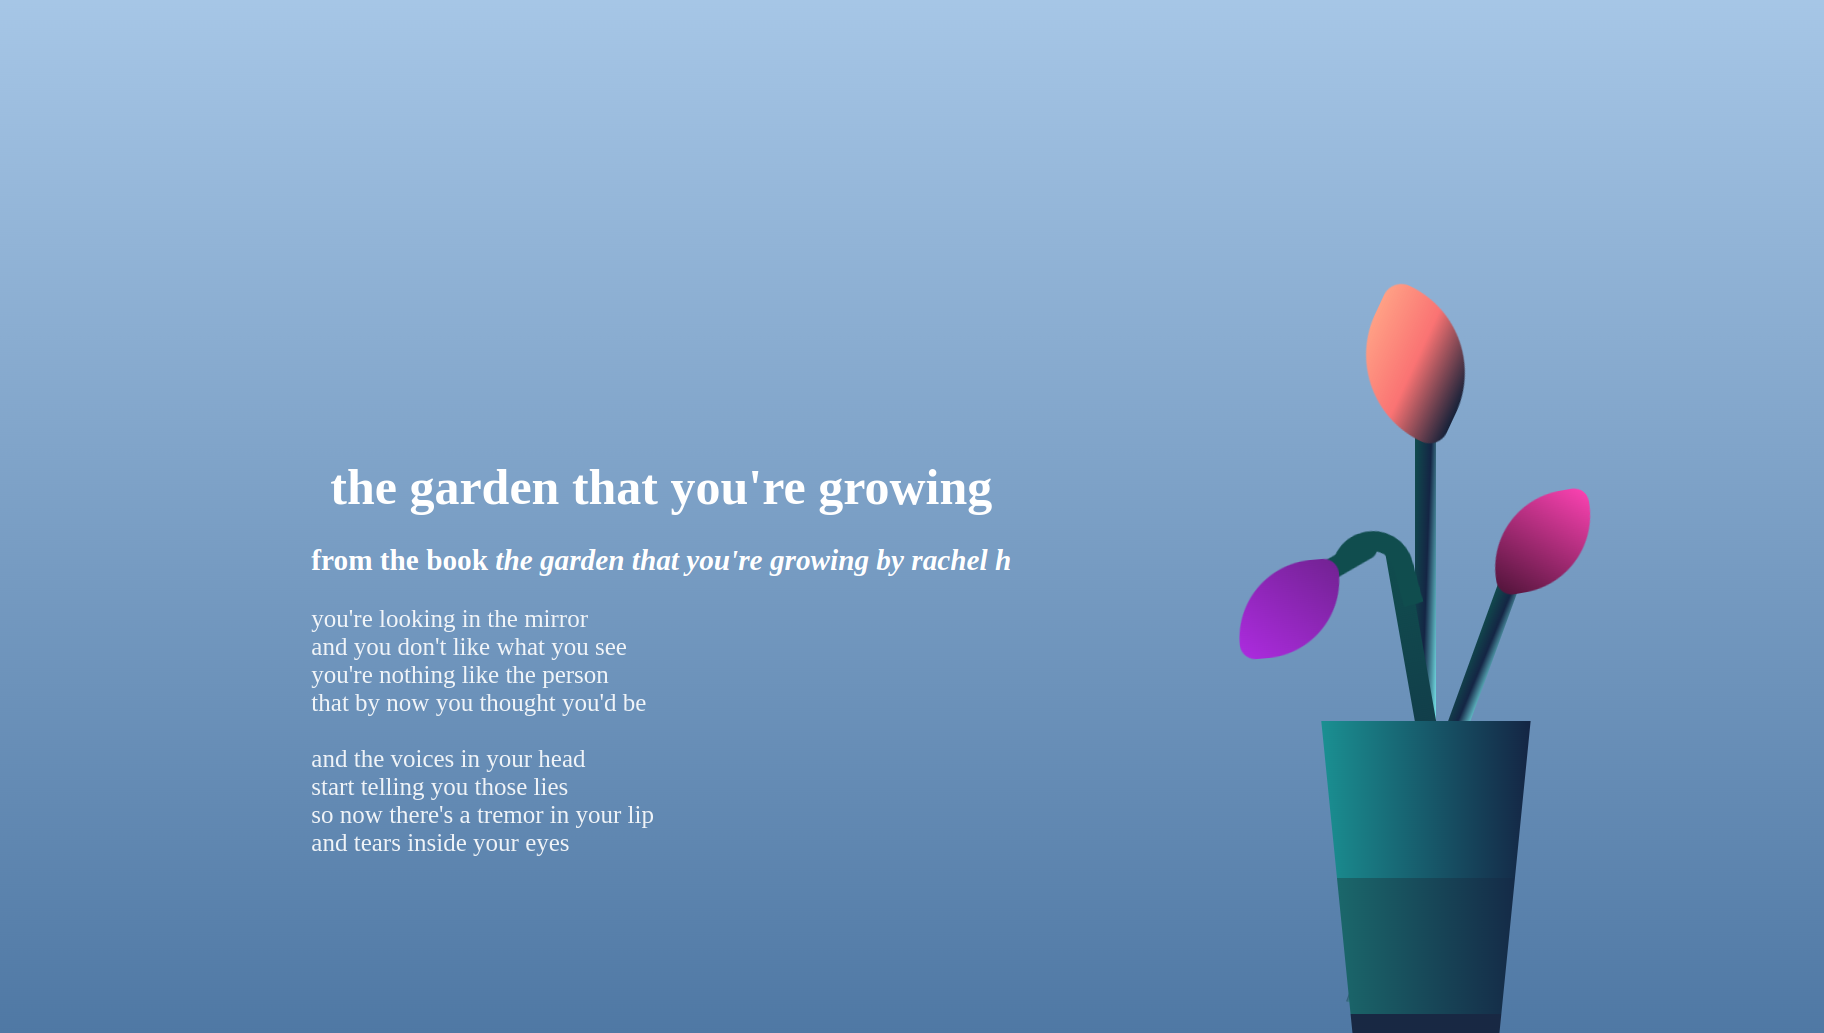 the garden that you're growing
from the book the garden that you're growing by rachel h
you're looking in the mirror
and you don't like what you see
you're nothing like the person
that by now you thought you'd be
and the voices in your head
start telling you those lies
so now there's a tremor in your lip
and tears inside your eyes